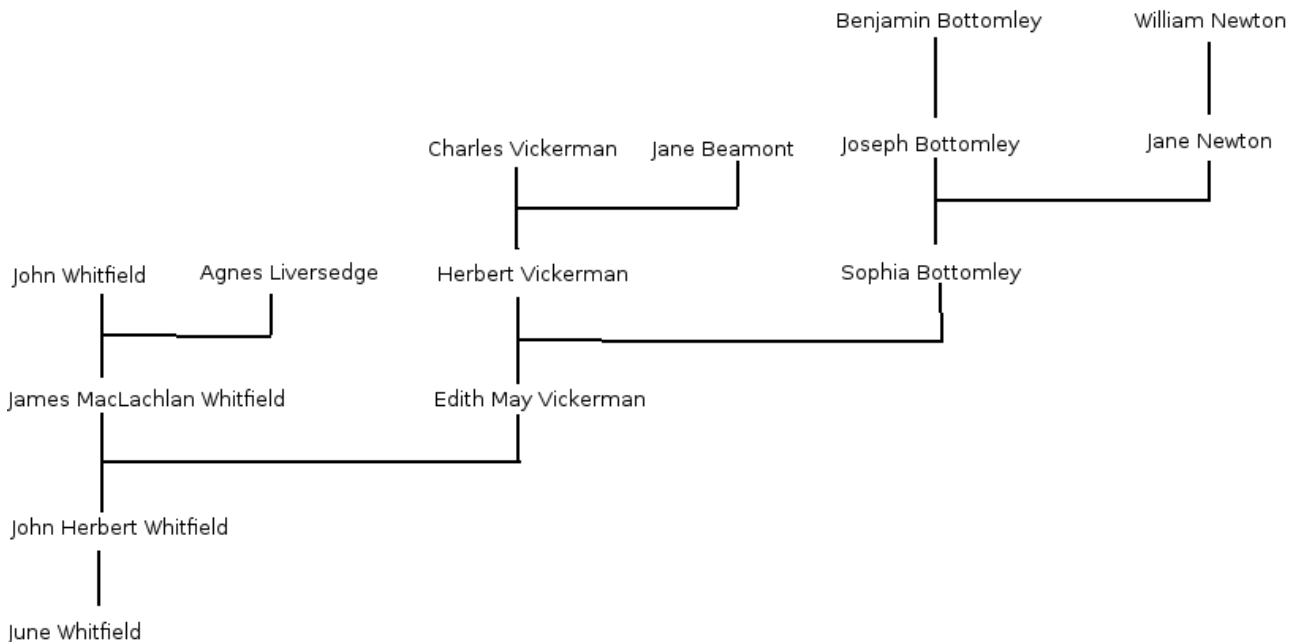 Benjamin Bottomley
William Newton
Charles Vickerman
Jane Beamont
Joseph Bottomley
Jane Newton
John Whitfield
Agnes Liversedge
Herbert Vickerman
Sophia Bottomley
James MacLachlan Whitfield
Edith May Vickerman
John Herbert Whitfield
June Whitfield